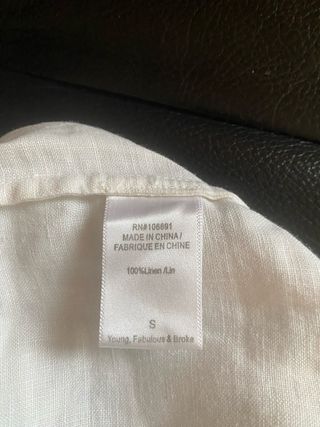 RN#106691
MADE IN CHINA/
FABRIQUE EN CHINE
100%Linen /Lin
S
Young, Fabulous & Broke